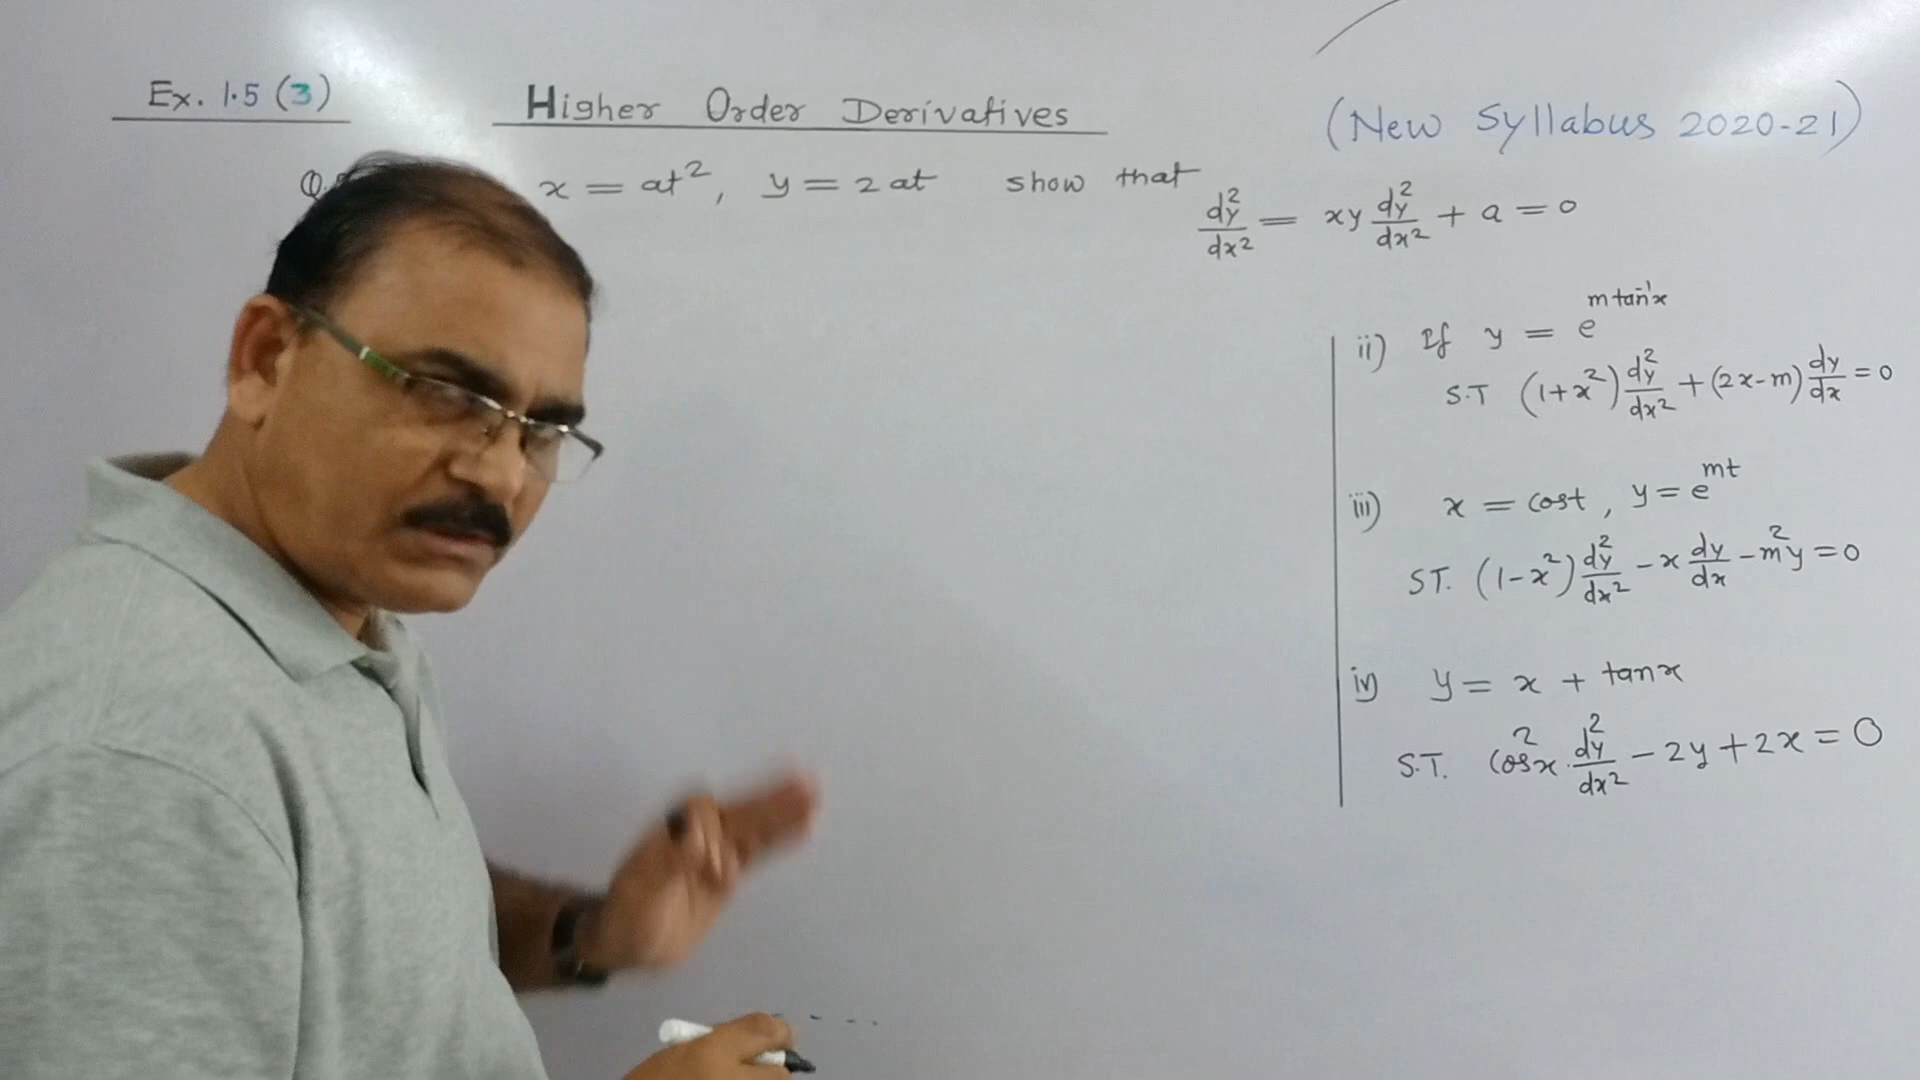 Ex. 1.5 (3)
Higher Order Derivatives
(New Syllabus 2020-21)
Q. x = at², y = 2at show that
d²y/dx² = xy d²y/dx² + a = 0
ii) If y = e^(m tan⁻¹x)
S.T (1+x²) d²y/dx² + (2x-m) dy/dx = 0
iii) x = cost, y = e^(mt)
ST. (1-x²) d²y/dx² - x dy/dx - m²y = 0
iv) y = x + tanx
S.T. cos²x · d²y/dx² - 2y + 2x = 0